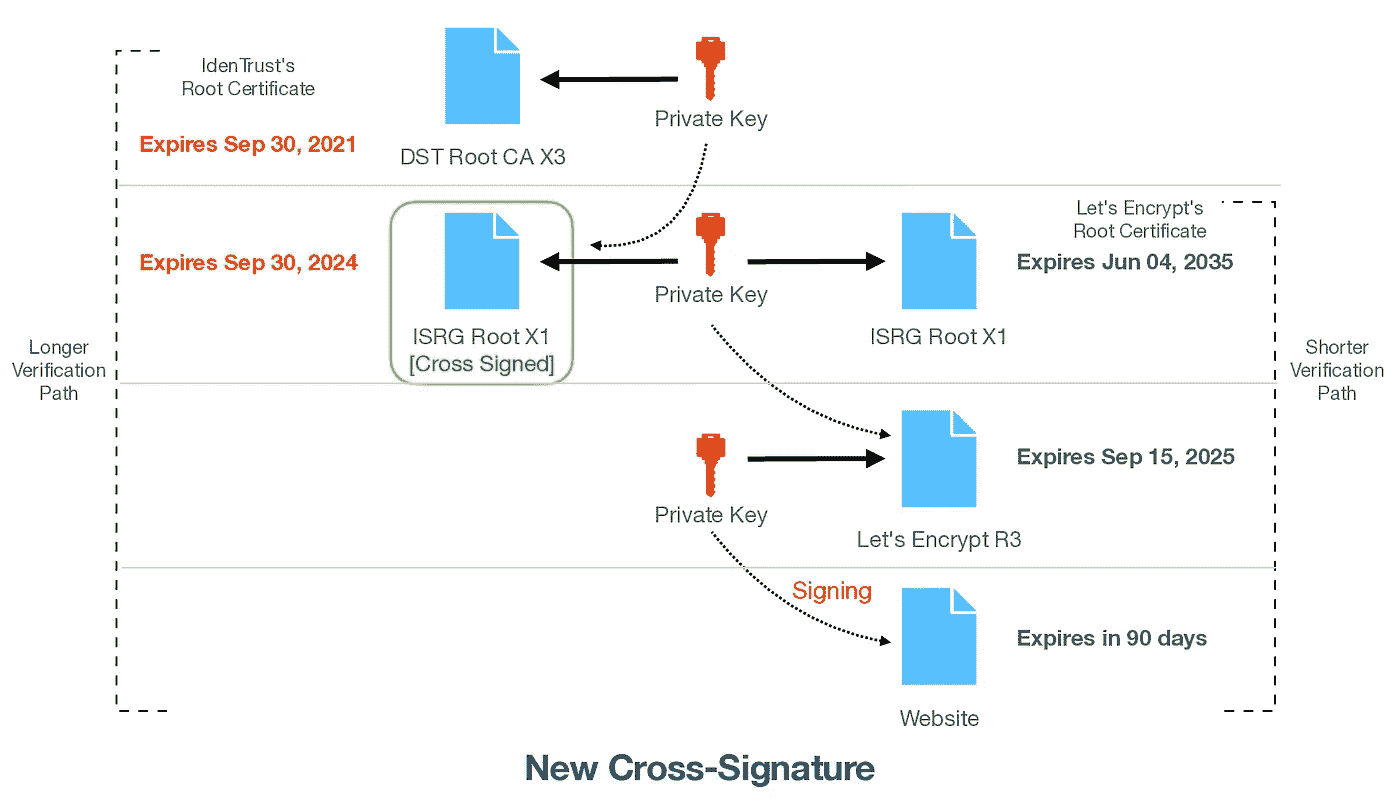 IdenTrust's
Root Certificate
Expires Sep 30, 2021
DST Root CA X3
Private Key
Expires Sep 30, 2024
ISRG Root X1
[Cross Signed]
Private Key
ISRG Root X1
Let's Encrypt's
Root Certificate
Expires Jun 04, 2035
Longer
Verification
Path
Shorter
Verification
Path
Private Key
Let's Encrypt R3
Expires Sep 15, 2025
Signing
Website
Expires in 90 days
New Cross-Signature